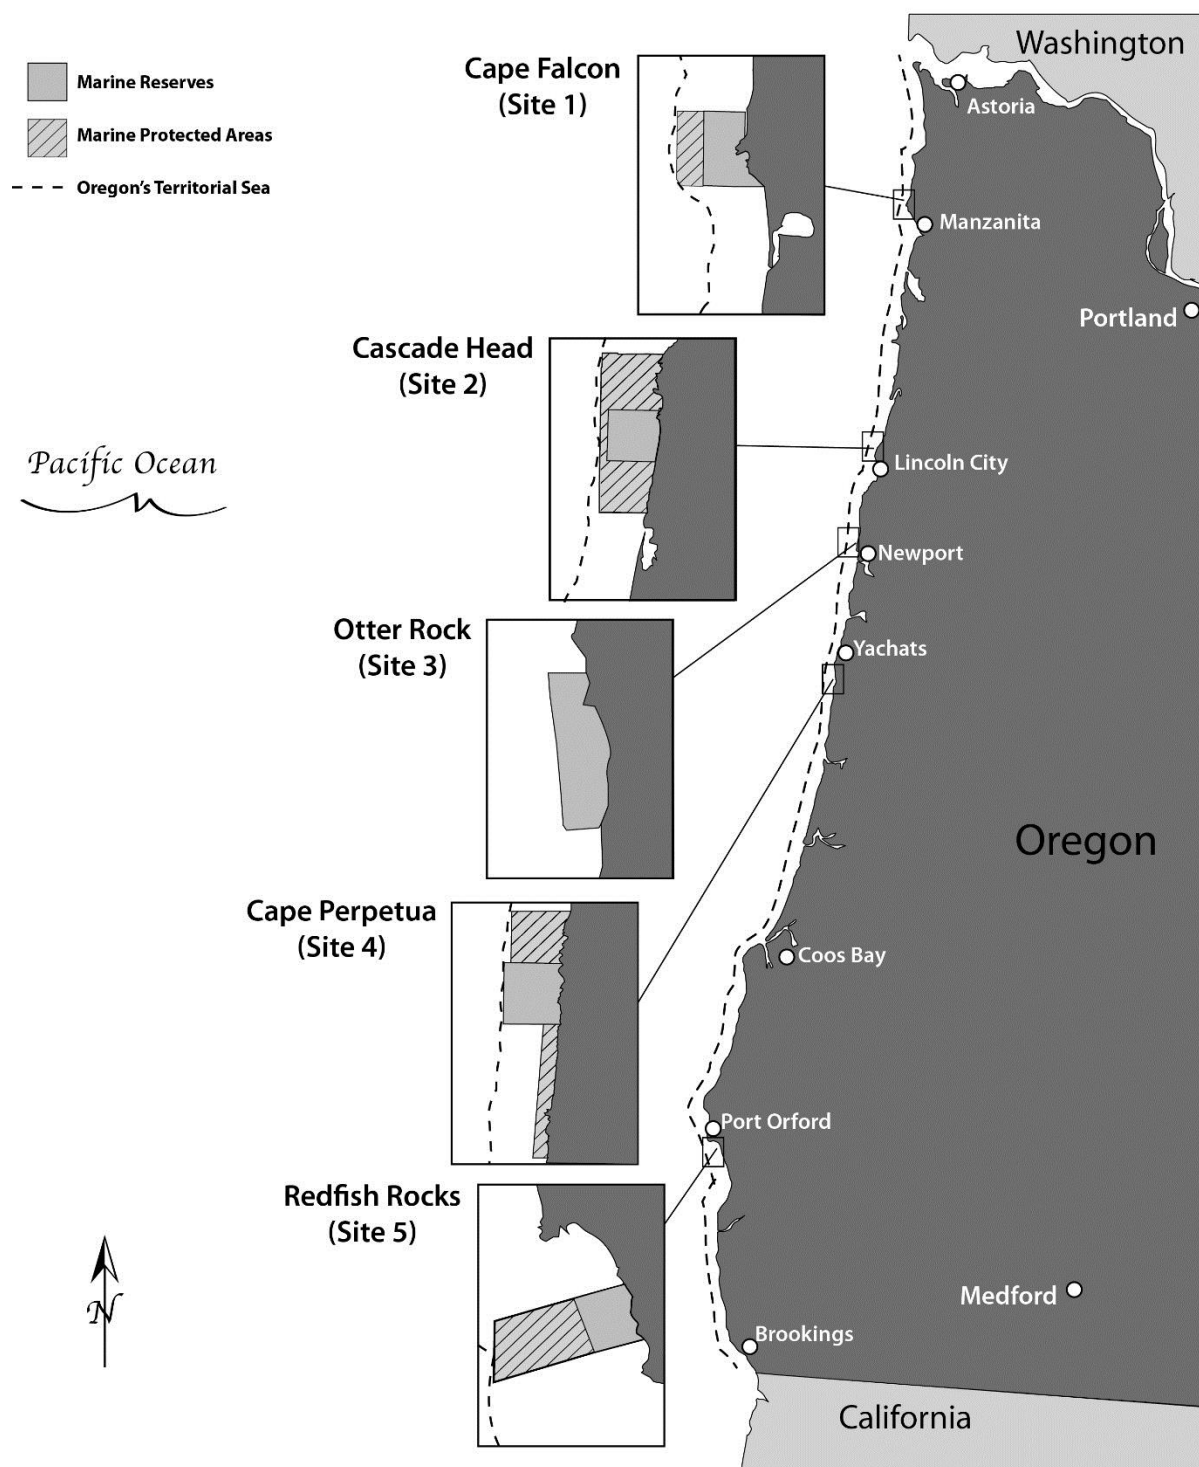 Marine Reserves
Marine Protected Areas
Oregon's Territorial Sea
Cape Falcon
(Site 1)
Washington
Astoria
Manzanita
Portland
Cascade Head
(Site 2)
Pacific Ocean
Lincoln City
Newport
Otter Rock
(Site 3)
Yachats
Oregon
Cape Perpetua
(Site 4)
Coos Bay
Port Orford
Redfish Rocks
(Site 5)
N
Medford
Brookings
California